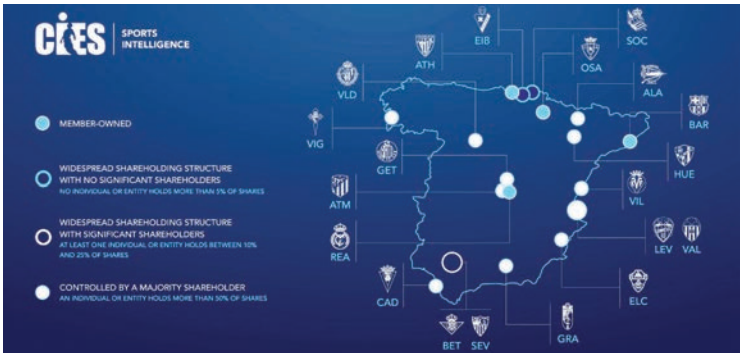 CIES
SPORTS
INTELLIGENCE
MEMBER-OWNED
WIDESPREAD SHAREHOLDING STRUCTURE
WITH NO SIGNIFICANT SHAREHOLDERS
NO INDIVIDUAL OR ENTITY HOLDS MORE THAN 5% OF SHARES
WIDESPREAD SHAREHOLDING STRUCTURE
WITH SIGNIFICANT SHAREHOLDERS
AT LEAST ONE INDIVIDUAL OR ENTITY HOLDS BETWEEN 10%
AND 25% OF SHARES
CONTROLLED BY A MAJORITY SHAREHOLDER
AN INDIVIDUAL OR ENTITY HOLDS MORE THAN 50% OF SHARES
EIB
SOC
ATH
OSA
VLD
ALA
BAR
VIG
GET
HUE
ATM
VIL
REA
LEV VAL
CAD
ELC
BET SEV
GRA